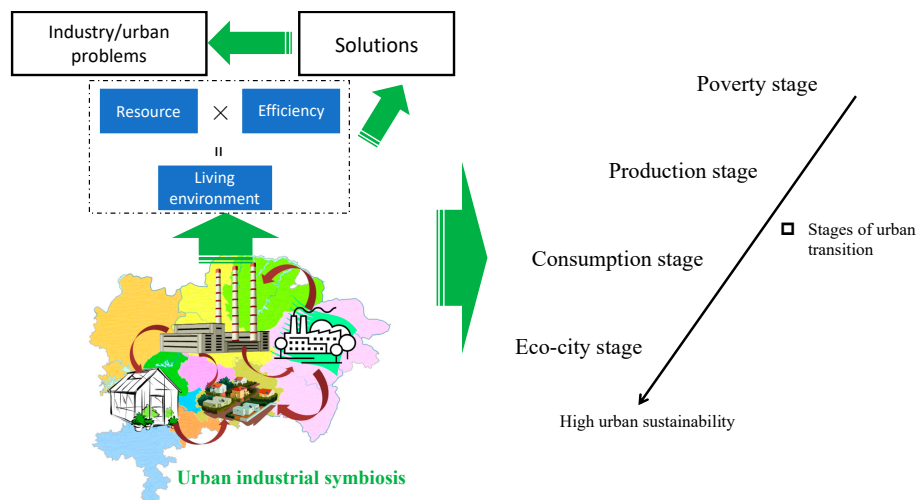 Industry/urban
problems
Solutions
Resource
×
Efficiency
=
Living
environment
Urban industrial symbiosis
Poverty stage
Production stage
Consumption stage
Eco-city stage
Stages of urban
transition
High urban sustainability